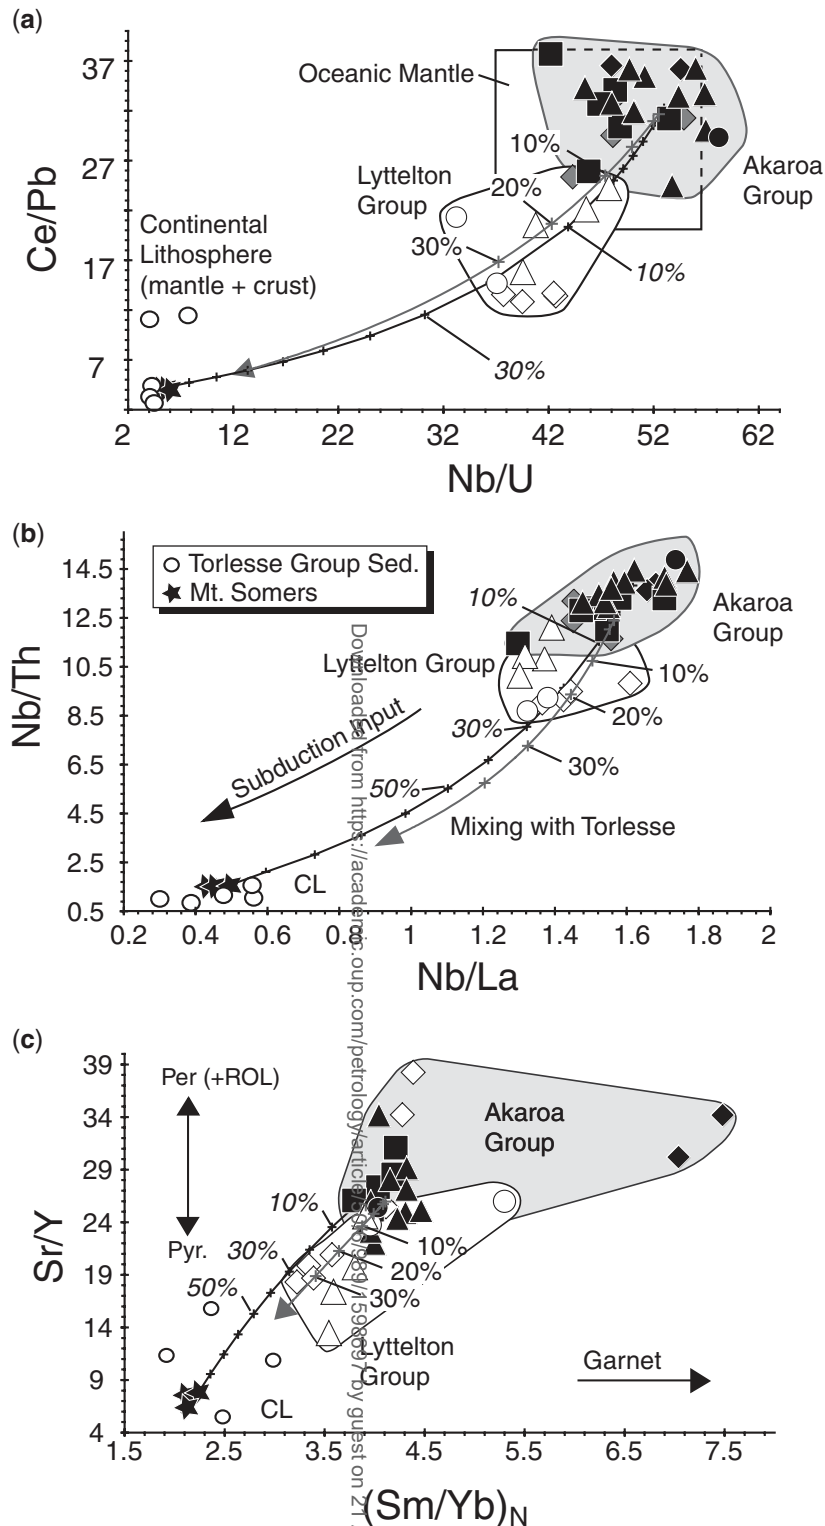 (a)
37
27
17
7
Ce/Pb
Oceanic Mantle
10%
Lyttelton
Group
20%
30%
Akaroa
Group
Continental
Lithosphere
(mantle + crust)
10%
30%
2
12
22
32
42
52
62
Nb/U
(b)
14.5
12.5
10.5
8.5
6.5
4.5
2.5
0.5
Nb/Th
Torlesse Group Sed.
Mt. Somers
10%
Akaroa
Group
Lyttelton Group
10%
20%
30%
30%
50%
Subduction Input
Mixing with Torlesse
CL
0.2
0.4
0.6
0.8
1
1.2
1.4
1.6
1.8
2
Nb/La
(c)
39
34
29
24
19
14
9
4
Sr/Y
Per (+ROL)
Pyr.
Akaroa
Group
10%
30%
50%
10%
20%
30%
Lyttelton
Group
Garnet
CL
1.5
2.5
3.5
4.5
5.5
6.5
7.5
(Sm/Yb)N
Downloaded from https://academic.oup.com/petrology/article/
by guest on 21